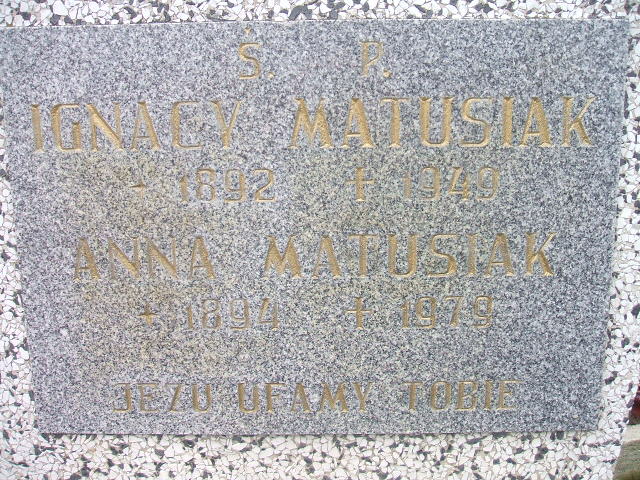 Ś. P.
IGNACY MATUSIAK
* 1892 † 1949
ANNA MATUSIAK
* 1894 † 1979
JEZU UFAMY TOBIE